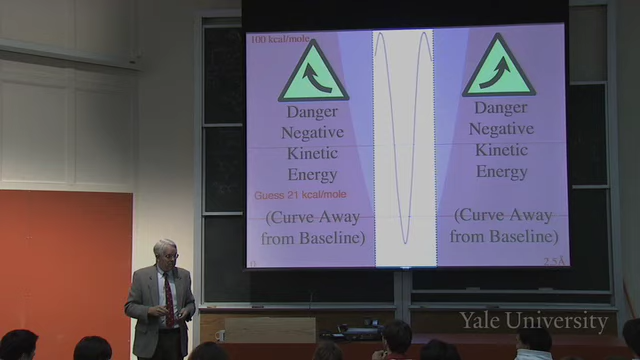 100 kcal/mole
Danger
Negative
Kinetic
Energy
Guess 21 kcal/mole
(Curve Away
from Baseline)
0
Danger
Negative
Kinetic
Energy
(Curve Away
from Baseline)
2.5Å
Yale University